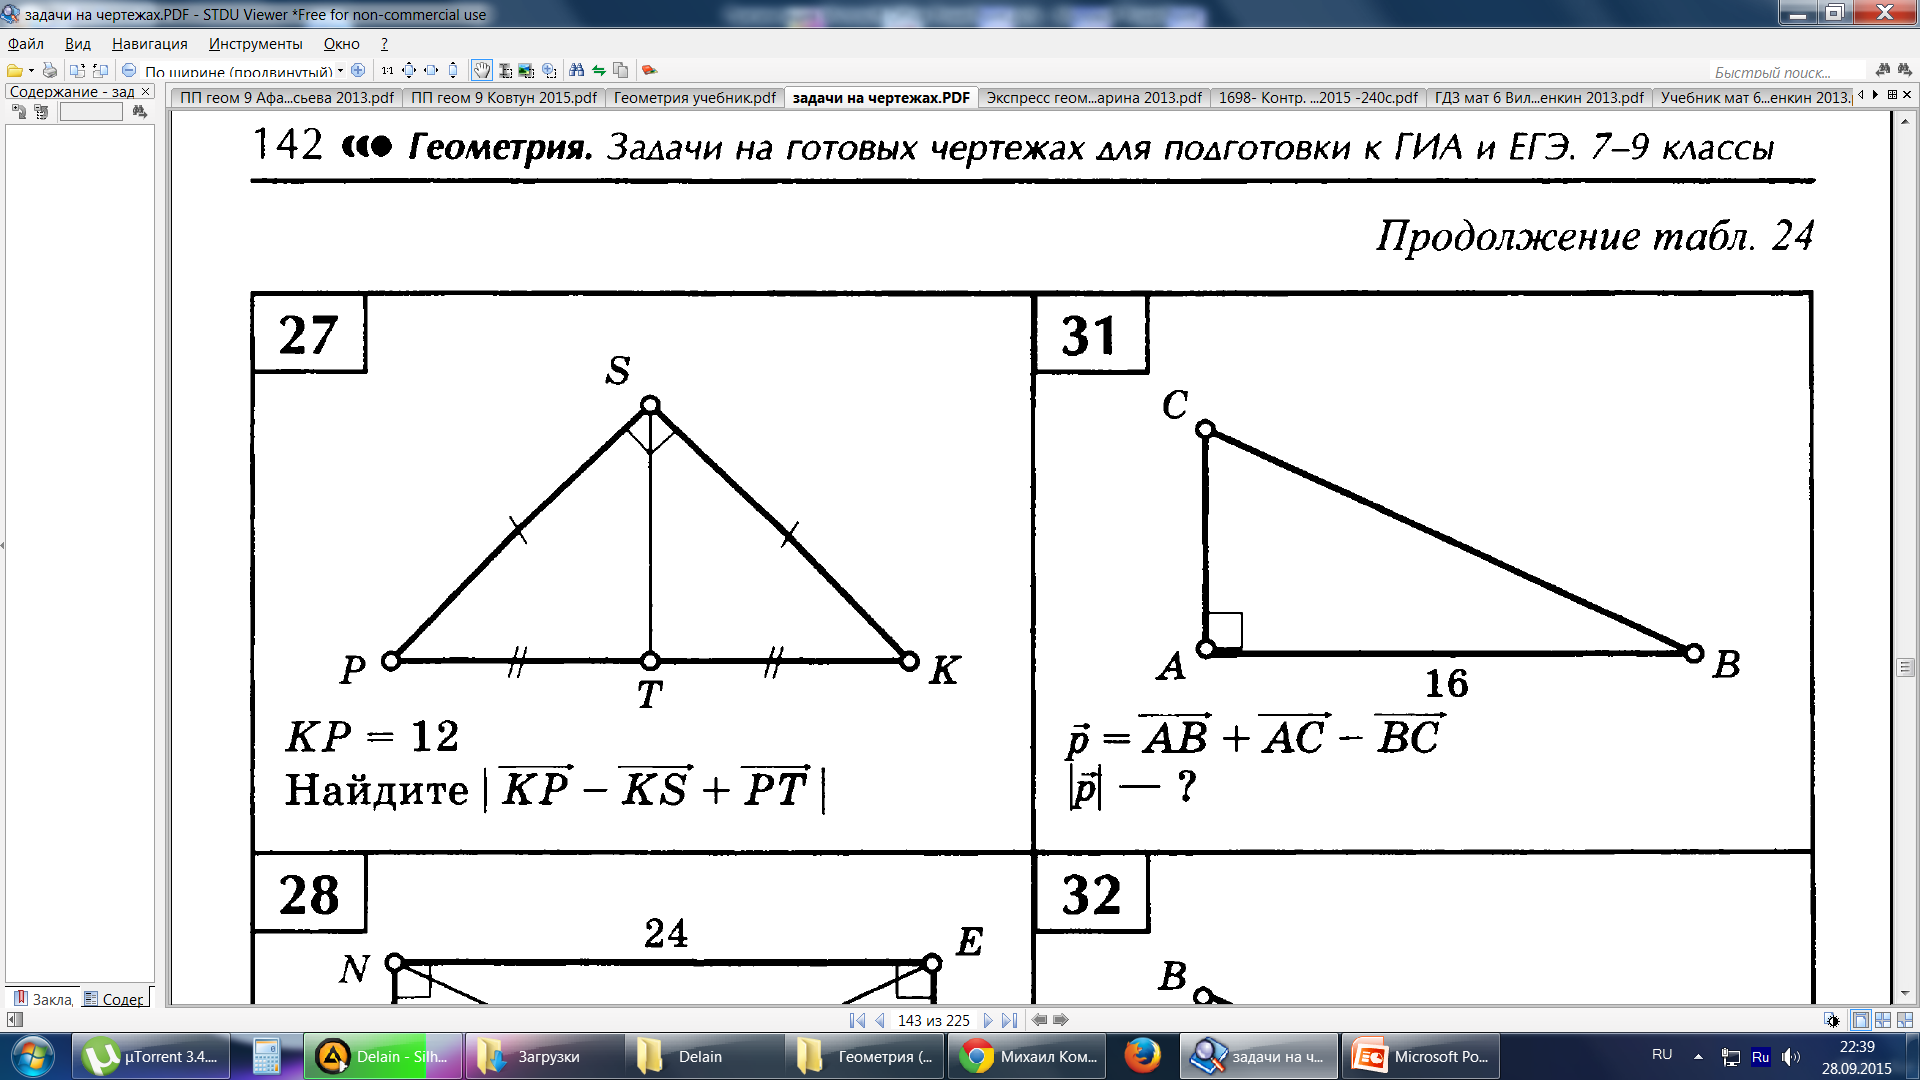 задачи на чертежах.PDF - STDU Viewer *Free for non-commercial use
Файл Вид Навигация Инструменты Окно ?
1:1
По ширине (продвинутый)
Быстрый поиск...
Содержание - зад
ПП геом 9 Афа...сьева 2013.pdf
ПП геом 9 Ковтун 2015.pdf
Геометрия учебник.pdf
задачи на чертежах.PDF
Экспресс геом...арина 2013.pdf
1698- Контр. ...2015 -240с.pdf
ГДЗ мат 6 Вил...енкин 2013.pdf
Учебник мат 6...енкин 2013.
142 Геометрия. Задачи на готовых чертежах для подготовки к ГИА и ЕГЭ. 7–9 классы
Продолжение табл. 24
27
S
P
T
K
KP = 12
Найдите | KP – KS + PT |
31
C
A
16
B
p = AB + AC – BC
|p| — ?
28
24
N
E
32
B
Закла,
Содер
143 из 225
µTorrent 3.4....
Delain - Silh...
Загрузки
Delain
Геометрия (...
Михаил Ком...
задачи на ч...
Microsoft Po...
RU
Ru
22:39
28.09.2015